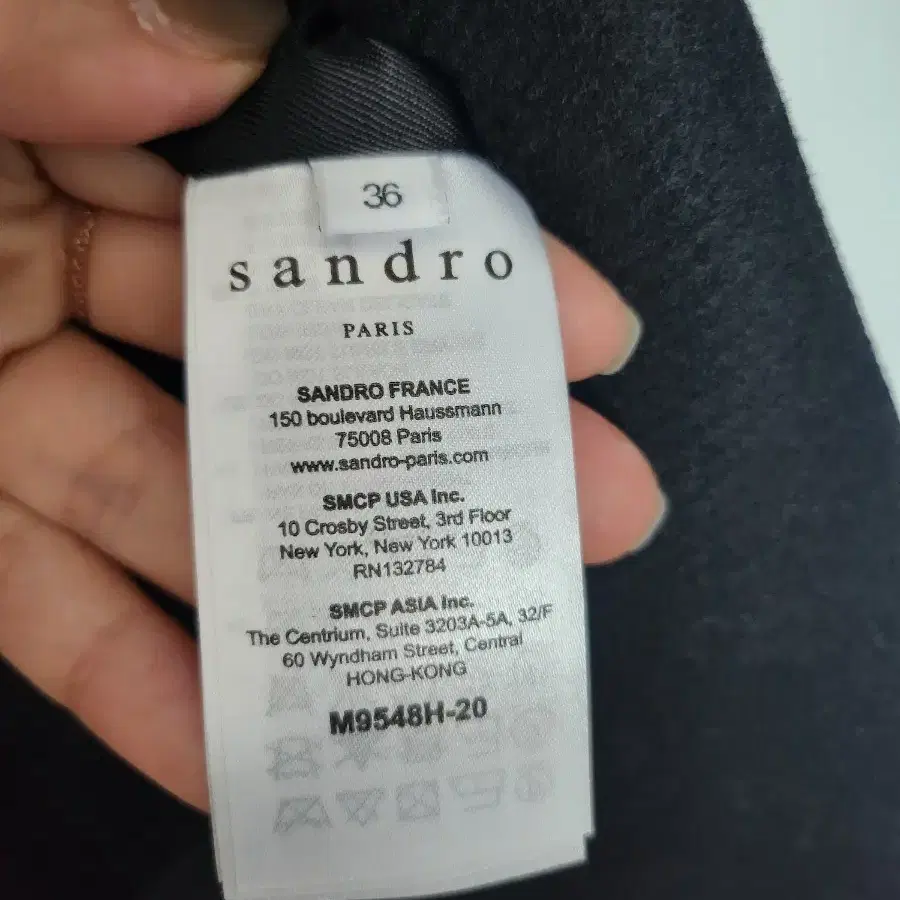 36
sandro
PARIS
SANDRO FRANCE
150 boulevard Haussmann
75008 Paris
www.sandro-paris.com
SMCP USA Inc.
10 Crosby Street, 3rd Floor
New York, New York 10013
RN132784
SMCP ASIA Inc.
The Centrium, Suite 3203A-5A, 32/F
60 Wyndham Street, Central
HONG-KONG
M9548H-20